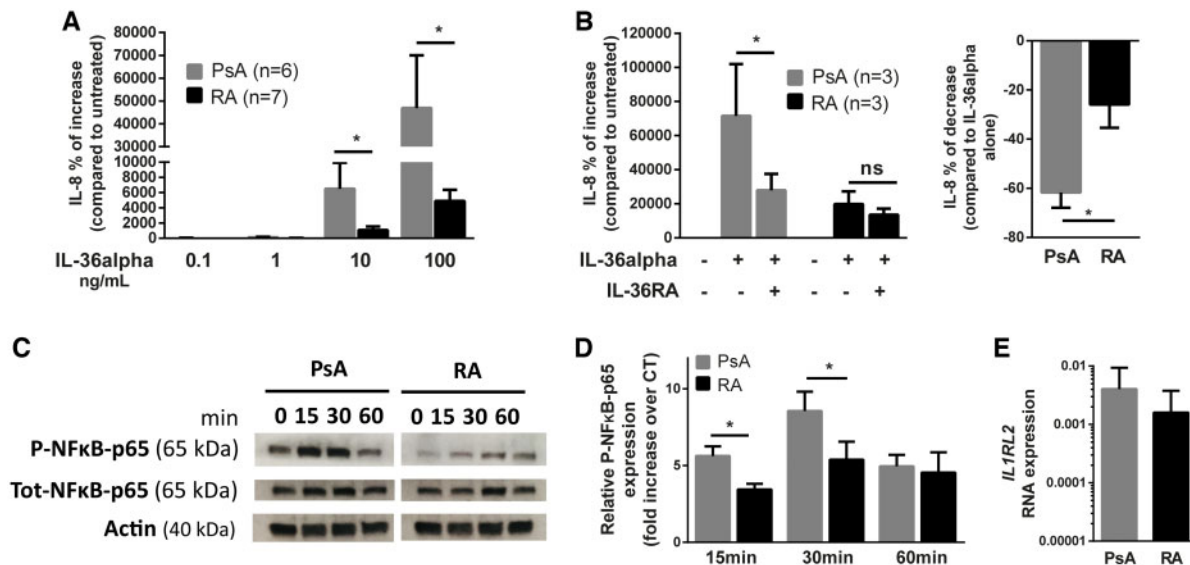 A
IL-8 % of increase
(compared to untreated)
80000
70000
60000
50000
40000
30000
20000
10000
8000
6000
4000
2000
0
PsA (n=6)
RA (n=7)
*
*
IL-36alpha
ng/mL
0.1 1 10 100
B
IL-8 % of increase
(compared to untreated)
120000
100000
80000
60000
40000
20000
0
*
PsA (n=3)
RA (n=3)
ns
IL-36alpha - + + - + +
IL-36RA - - + - - +
IL-8 % of decrease
(compared to IL-36alpha
alone)
0
-20
-40
-60
-80
*
PsA RA
C
PsA RA
min 0 15 30 60 0 15 30 60
P-NFκB-p65 (65 kDa)
Tot-NFκB-p65 (65 kDa)
Actin (40 kDa)
D
Relative P-NFκB-p65
expression
(fold increase over CT)
10
5
0
PsA
RA
*
*
15min 30min 60min
E
IL1RL2
RNA expression
0.01
0.001
0.0001
0.00001
PsA RA